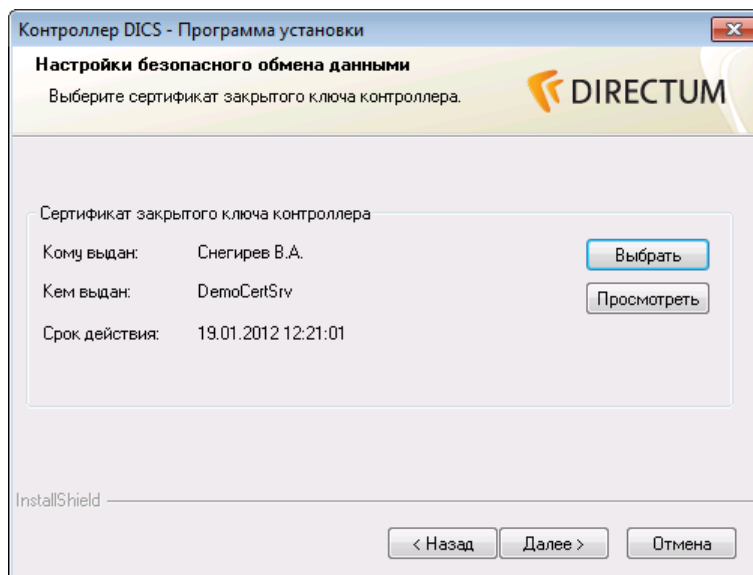 Контроллер DICS - Программа установки
Настройки безопасного обмена данными
Выберите сертификат закрытого ключа контроллера.
DIRECTUM
Сертификат закрытого ключа контроллера
Кому выдан: Снегирев В.А. Выбрать
Кем выдан: DemoCertSrv Просмотреть
Срок действия: 19.01.2012 12:21:01
InstallShield
< Назад Далее > Отмена